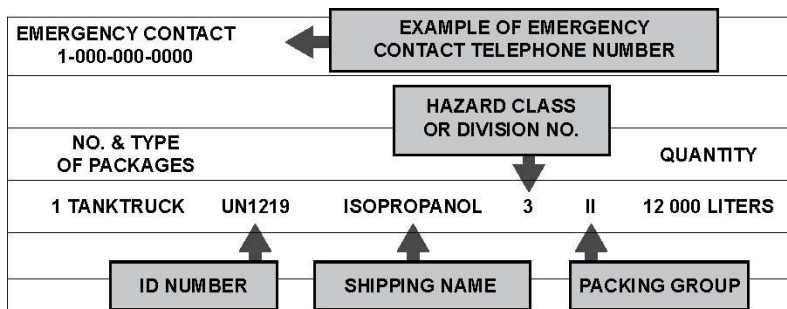 EMERGENCY CONTACT
1-000-000-0000
EXAMPLE OF EMERGENCY
CONTACT TELEPHONE NUMBER
HAZARD CLASS
OR DIVISION NO.
NO. & TYPE
OF PACKAGES
QUANTITY
1 TANKTRUCK UN1219 ISOPROPANOL 3 II 12 000 LITERS
ID NUMBER SHIPPING NAME PACKING GROUP